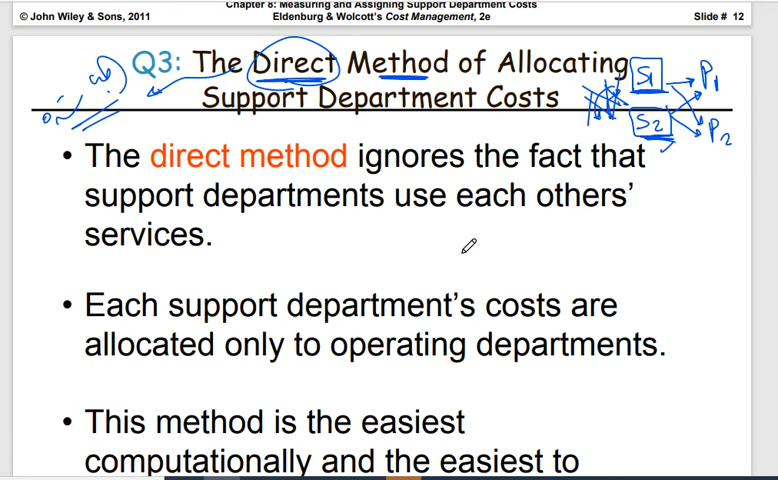 Chapter 8: Measuring and Assigning Support Department Costs
© John Wiley & Sons, 2011 Eldenburg & Wolcott's Cost Management, 2e Slide # 12
Q3: The Direct Method of Allocating
Support Department Costs
S1
P1
S2
P2
• The direct method ignores the fact that
support departments use each others'
services.
• Each support department's costs are
allocated only to operating departments.
• This method is the easiest
computationally and the easiest to